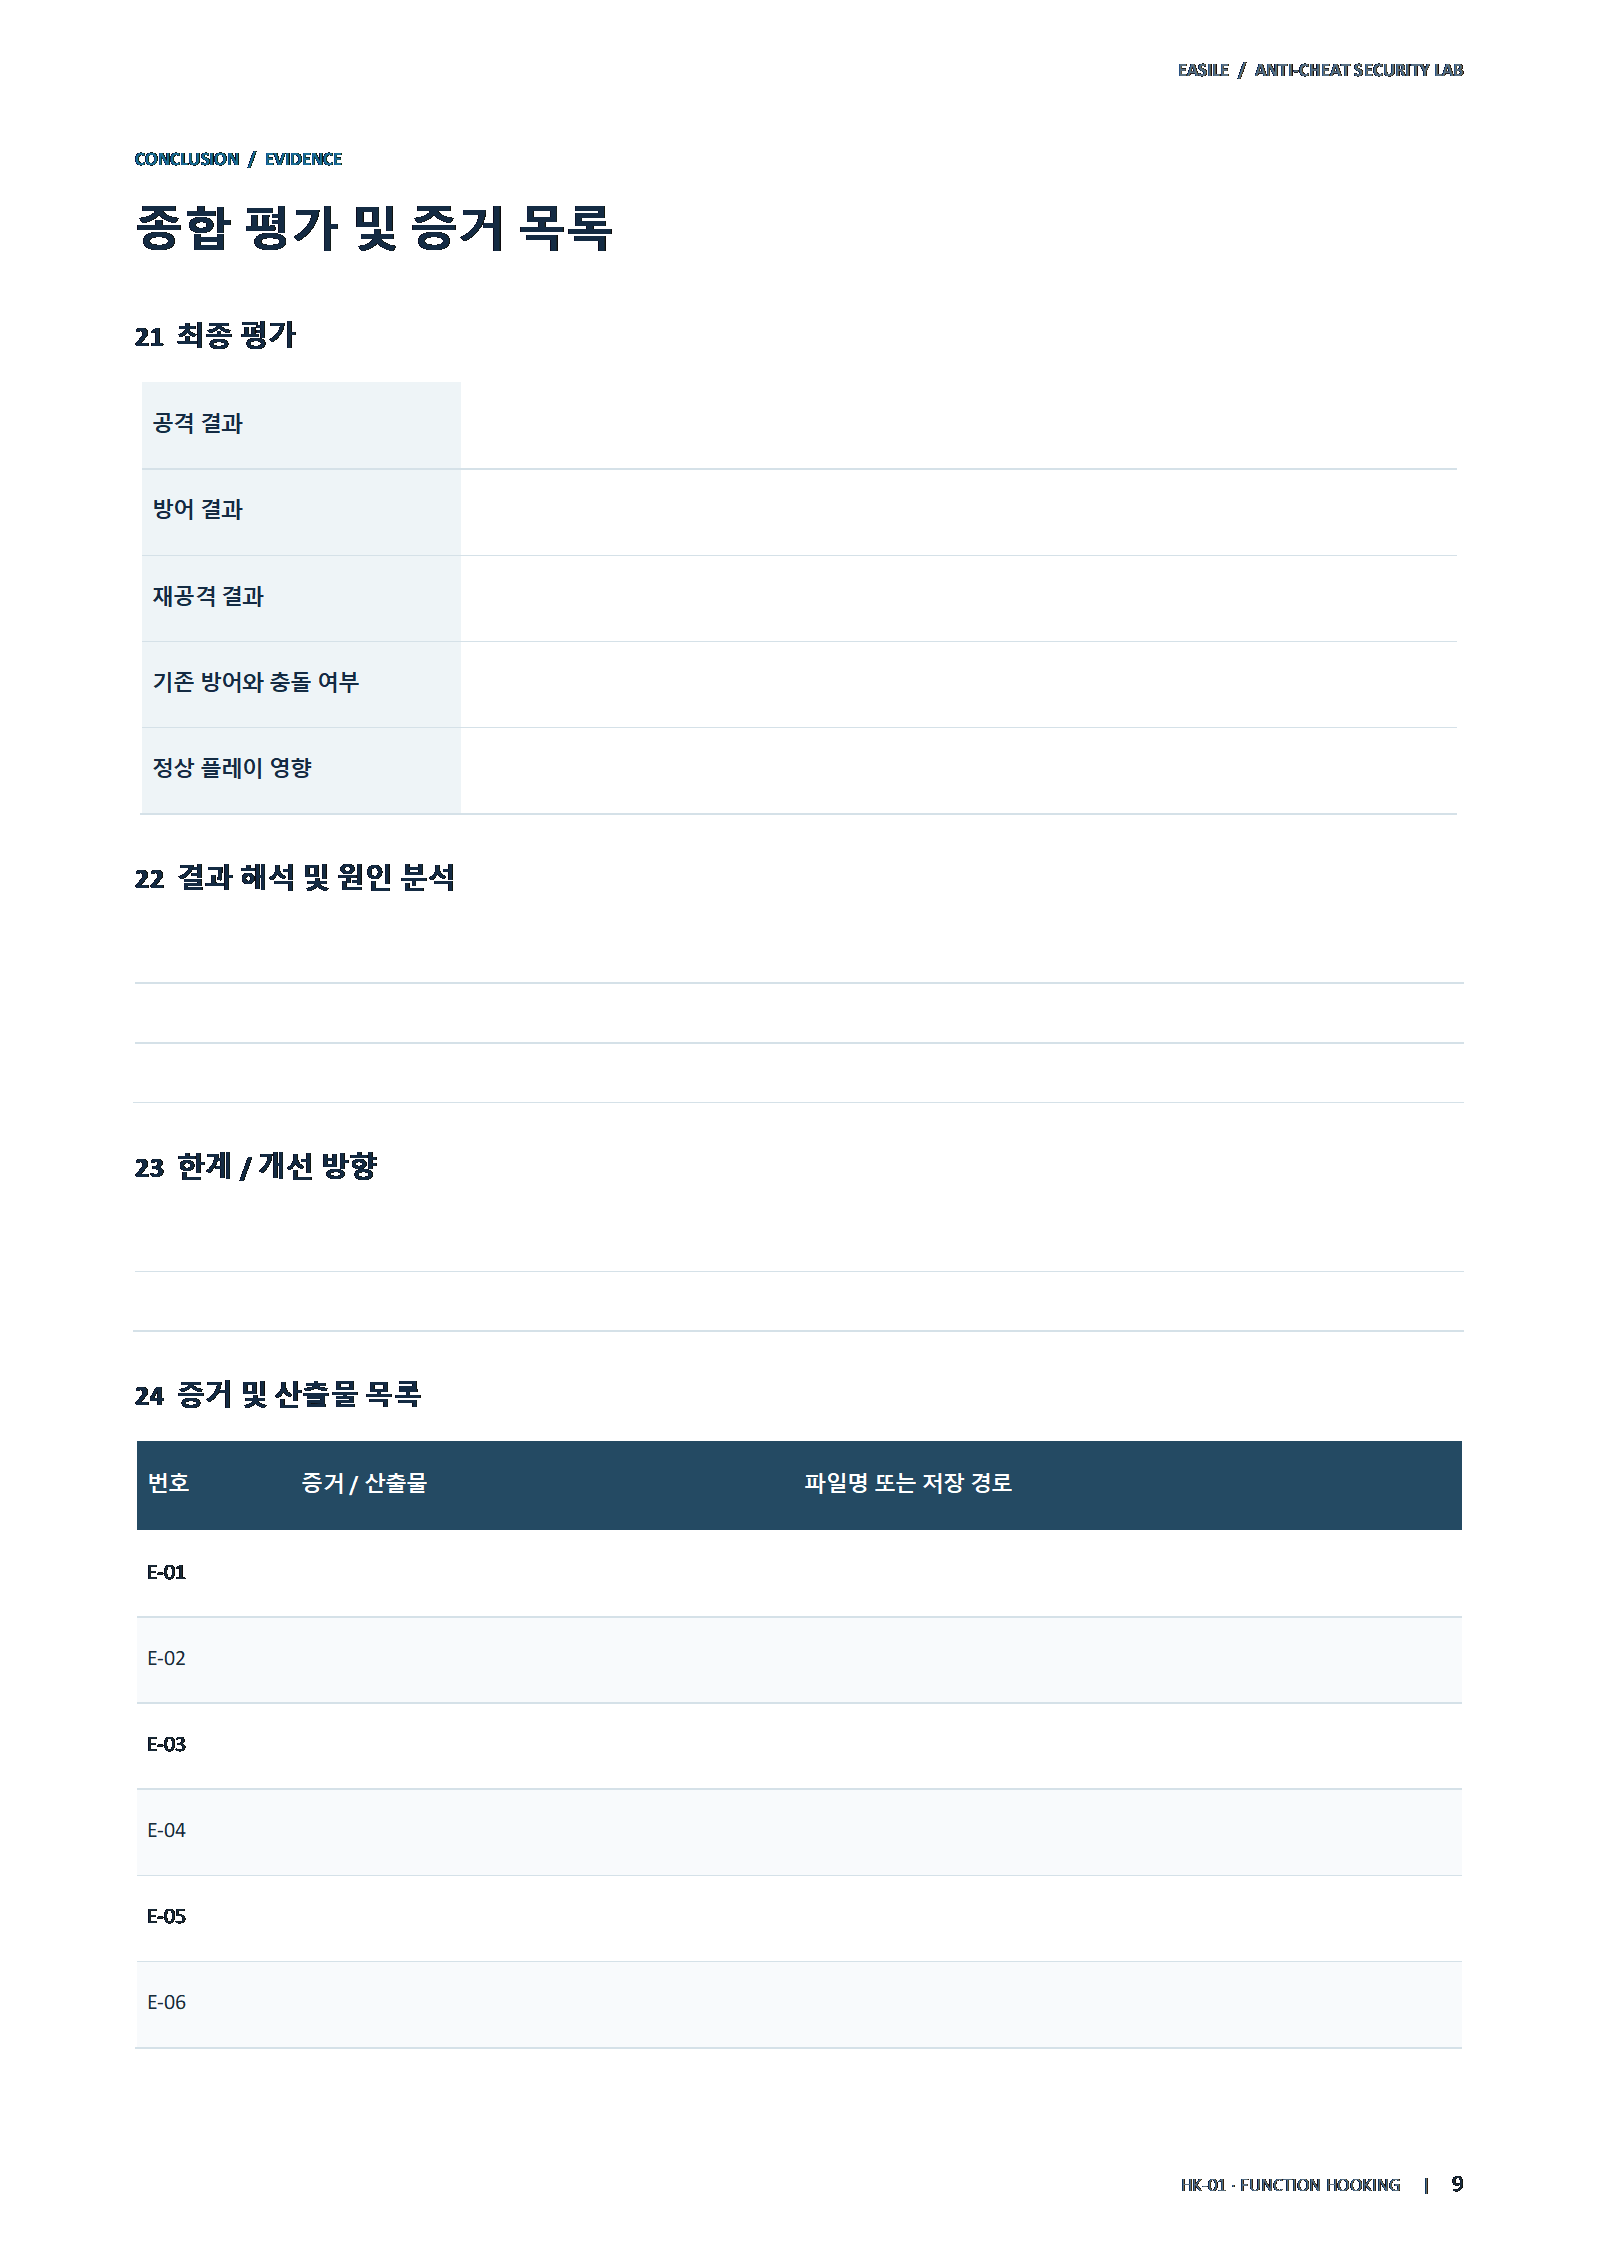 EASILE / ANTI-CHEAT SECURITY LAB
CONCLUSION / EVIDENCE
종합 평가 및 증거 목록
21 최종 평가
공격 결과
방어 결과
재공격 결과
기존 방어와 충돌 여부
정상 플레이 영향
22 결과 해석 및 원인 분석
23 한계 / 개선 방향
24 증거 및 산출물 목록
번호 증거 / 산출물 파일명 또는 저장 경로
E-01
E-02
E-03
E-04
E-05
E-06
HK-01 · FUNCTION HOOKING | 9